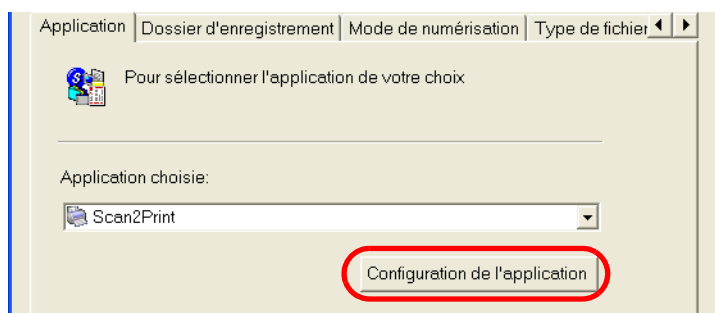 Application Dossier d'enregistrement Mode de numérisation Type de fichier
Pour sélectionner l'application de votre choix
Application choisie:
Scan2Print
Configuration de l'application